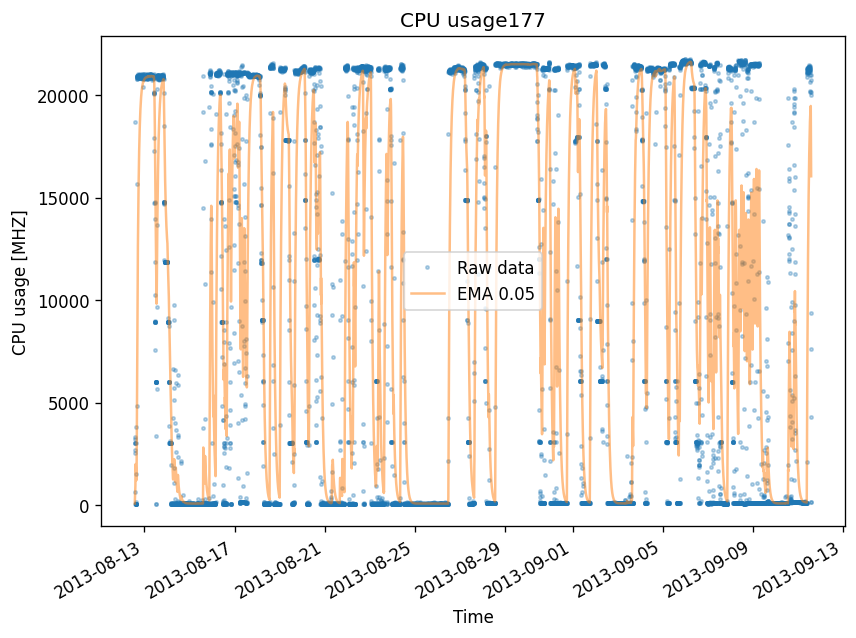 CPU usage177
20000
15000
10000
5000
0
CPU usage [MHZ]
Raw data
EMA 0.05
2013-08-13
2013-08-17
2013-08-21
2013-08-25
2013-08-29
2013-09-01
2013-09-05
2013-09-09
2013-09-13
Time